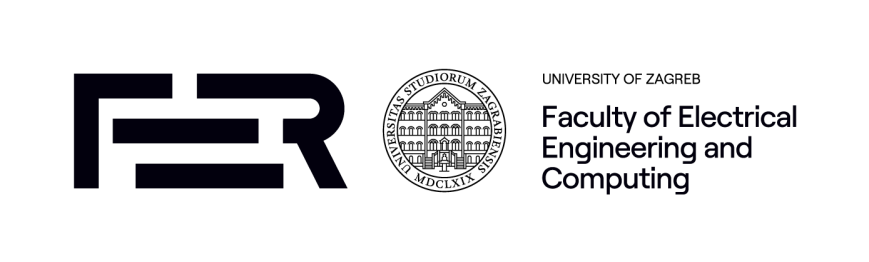 FER
UNIVERSITAS STUDIORUM ZAGRABIENSIS
MDCLXIX
UNIVERSITY OF ZAGREB
Faculty of Electrical
Engineering and
Computing